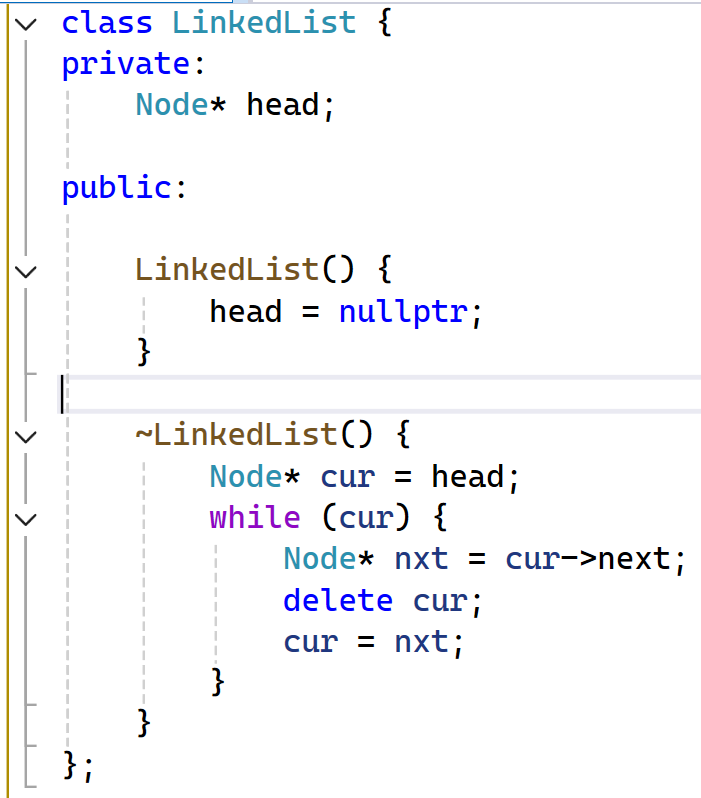 class LinkedList {
private:
    Node* head;

public:

    LinkedList() {
        head = nullptr;
    }

    ~LinkedList() {
        Node* cur = head;
        while (cur) {
            Node* nxt = cur->next;
            delete cur;
            cur = nxt;
        }
    }
};